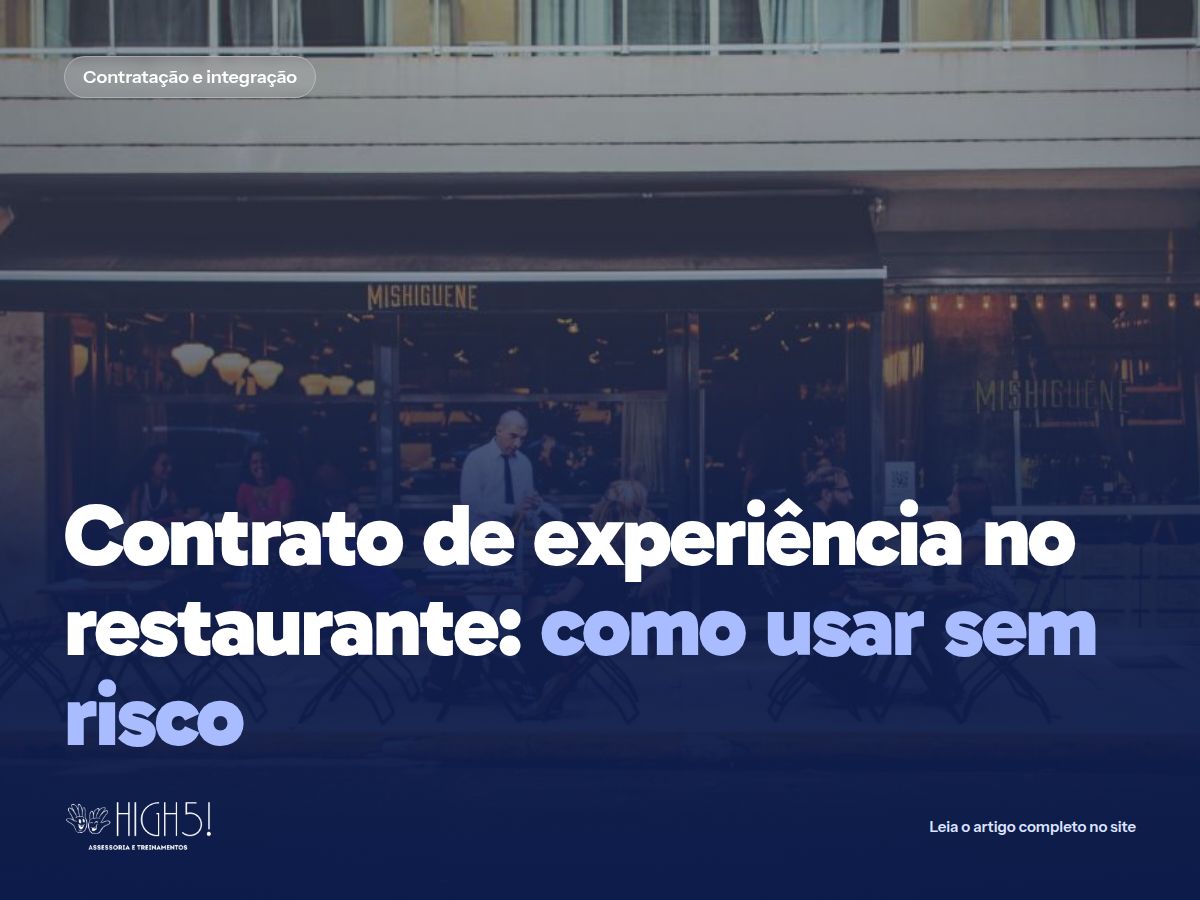 Contratação e integração
MISHIGUENE
MISHIGUENE
Contrato de experiência no
restaurante: como usar sem
risco
HIGH5!
ASSESSORIA E TREINAMENTOS
Leia o artigo completo no site